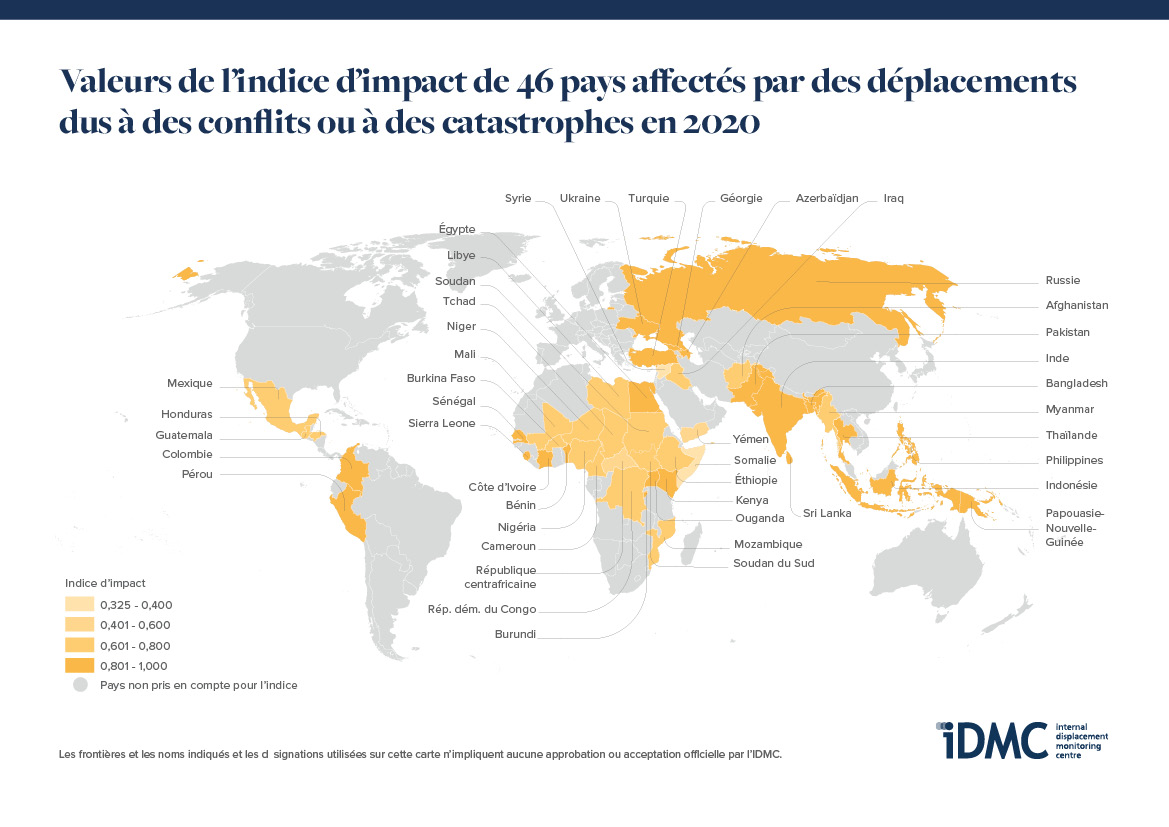 Valeurs de l'indice d'impact de 46 pays affectés par des déplacements
dus à des conflits ou à des catastrophes en 2020
Syrie
Ukraine
Turquie
Géorgie
Azerbaïdjan
Iraq
Égypte
Libye
Soudan
Tchad
Niger
Mali
Burkina Faso
Sénégal
Sierra Leone
Mexique
Honduras
Guatemala
Colombie
Pérou
Russie
Afghanistan
Pakistan
Inde
Bangladesh
Myanmar
Thaïlande
Philippines
Indonésie
Papouasie-
Nouvelle-
Guinée
Yémen
Somalie
Éthiopie
Kenya
Ouganda
Sri Lanka
Mozambique
Soudan du Sud
Côte d'Ivoire
Bénin
Nigéria
Cameroun
République
centrafricaine
Rép. dém. du Congo
Burundi
Indice d'impact
0,325 - 0,400
0,401 - 0,600
0,601 - 0,800
0,801 - 1,000
Pays non pris en compte pour l'indice
Les frontières et les noms indiqués et les d signations utilisées sur cette carte n'impliquent aucune approbation ou acceptation officielle par l'IDMC.
iDMC
internal
displacement
monitoring
centre